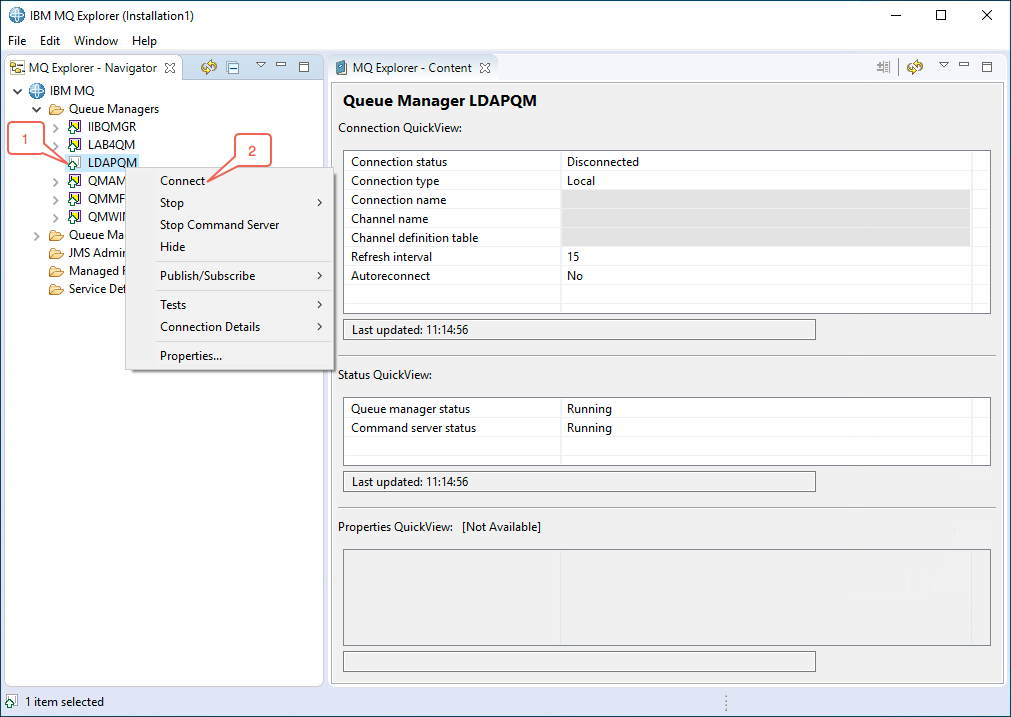 IBM MQ Explorer (Installation1)
File Edit Window Help
MQ Explorer - Navigator
IBM MQ
Queue Managers
IIBQMGR
1
LAB4QM
2
LDAPQM
QMAM
QMMF
QMWIN
Queue Ma
JMS Admin
Managed F
Service Def
Connect
Stop
Stop Command Server
Hide
Publish/Subscribe
Tests
Connection Details
Properties...
MQ Explorer - Content
Queue Manager LDAPQM
Connection QuickView:
Connection status Disconnected
Connection type Local
Connection name
Channel name
Channel definition table
Refresh interval 15
Autoreconnect No
Last updated: 11:14:56
Status QuickView:
Queue manager status Running
Command server status Running
Last updated: 11:14:56
Properties QuickView: [Not Available]
1 item selected